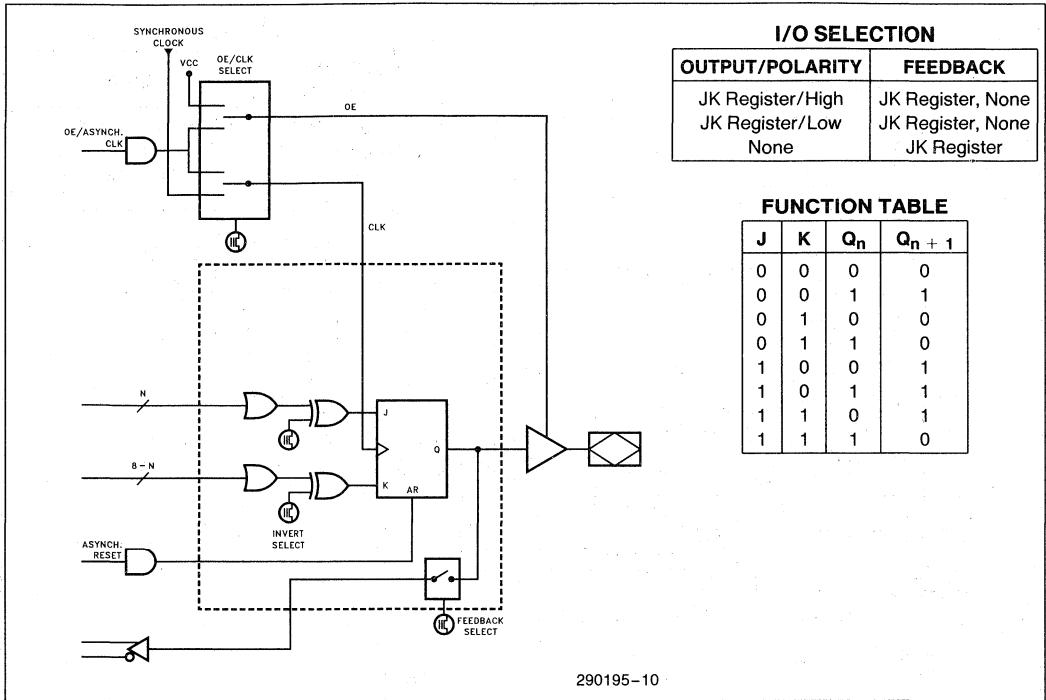 SYNCHRONOUS
CLOCK
VCC
OE/CLK
SELECT
OE
OE/ASYNCH.
CLK
CLK
N
J
Q
8 – N
K
AR
INVERT
SELECT
ASYNCH.
RESET
FEEDBACK
SELECT
I/O SELECTION
OUTPUT/POLARITY FEEDBACK
JK Register/High JK Register, None
JK Register/Low JK Register, None
None JK Register
FUNCTION TABLE
J K Qn Qn + 1
0 0 0 0
0 0 1 1
0 1 0 0
0 1 1 0
1 0 0 1
1 0 1 1
1 1 0 1
1 1 1 0
290195–10